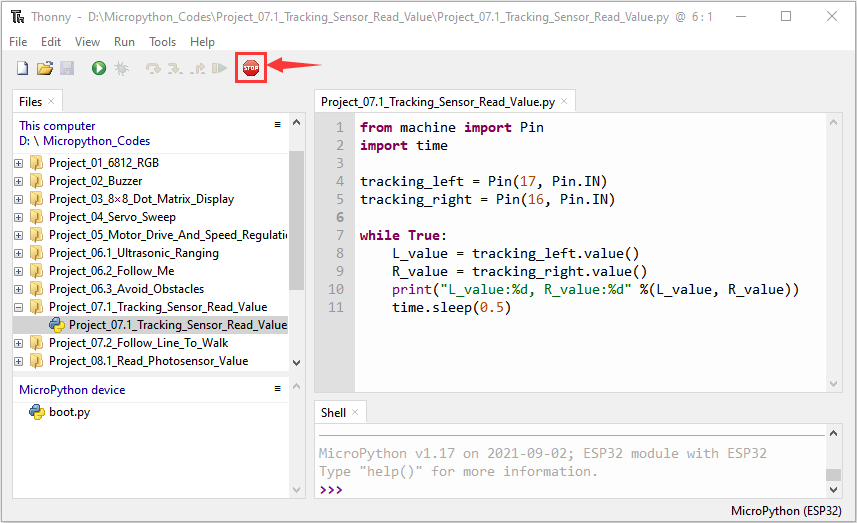 Thonny - D:\Micropython_Codes\Project_07.1_Tracking_Sensor_Read_Value\Project_07.1_Tracking_Sensor_Read_Value.py @ 6 : 1
File Edit View Run Tools Help
STOP
Files
This computer
D: \ Micropython_Codes
Project_01_6812_RGB
Project_02_Buzzer
Project_03_8×8_Dot_Matrix_Display
Project_04_Servo_Sweep
Project_05_Motor_Drive_And_Speed_Regulati
Project_06.1_Ultrasonic_Ranging
Project_06.2_Follow_Me
Project_06.3_Avoid_Obstacles
Project_07.1_Tracking_Sensor_Read_Value
Project_07.1_Tracking_Sensor_Read_Value
Project_07.2_Follow_Line_To_Walk
Project_08.1_Read_Photosensor_Value
MicroPython device
boot.py
Project_07.1_Tracking_Sensor_Read_Value.py
1 from machine import Pin
2 import time
3
4 tracking_left = Pin(17, Pin.IN)
5 tracking_right = Pin(16, Pin.IN)
6
7 while True:
8     L_value = tracking_left.value()
9     R_value = tracking_right.value()
10     print("L_value:%d, R_value:%d" %(L_value, R_value))
11     time.sleep(0.5)
Shell
MicroPython v1.17 on 2021-09-02; ESP32 module with ESP32
Type "help()" for more information.
>>>
MicroPython (ESP32)